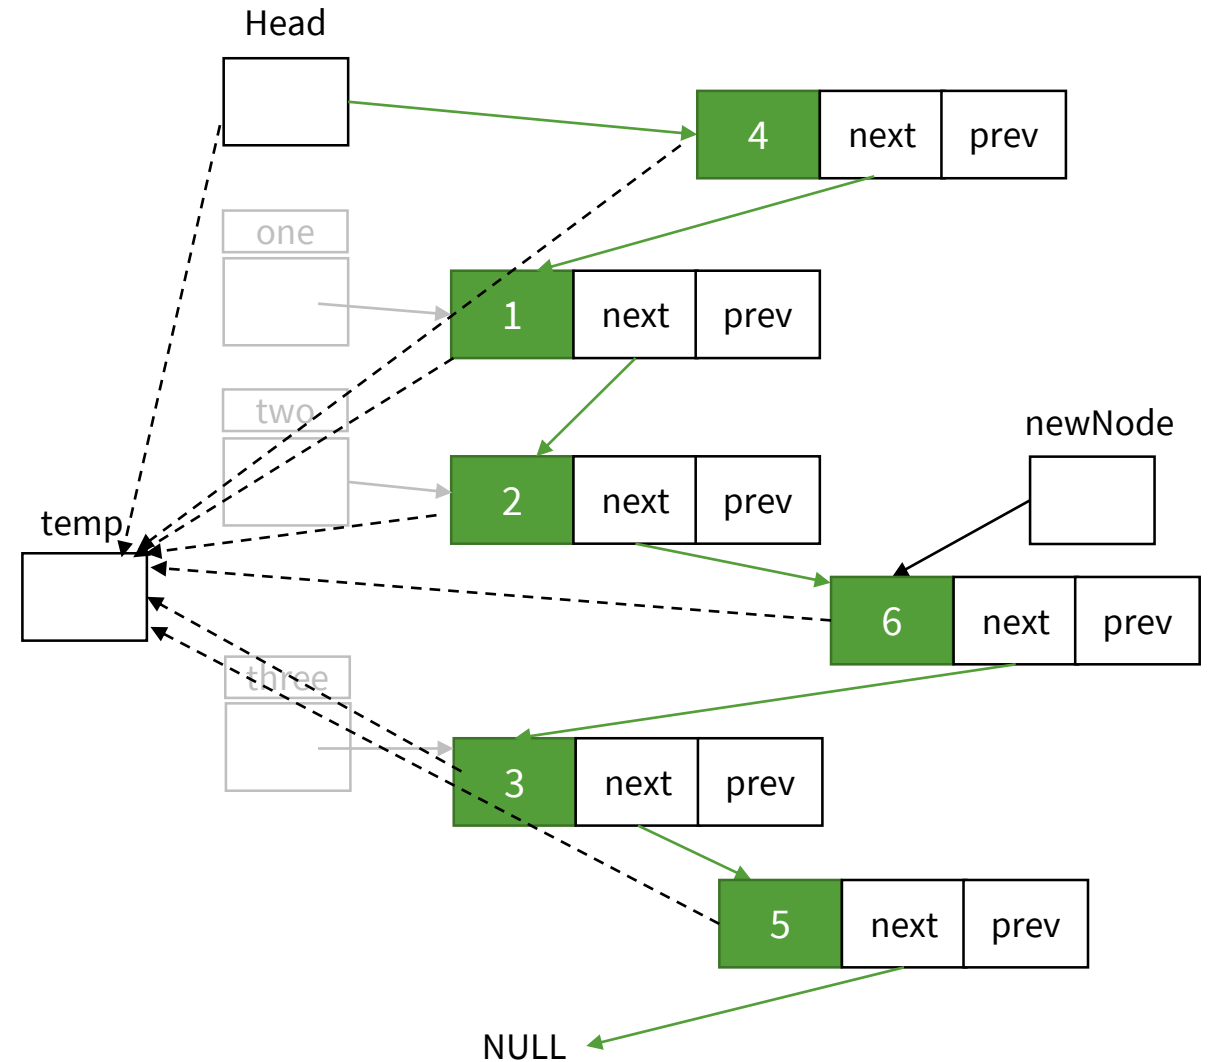 Head
4 next prev
one
1 next prev
two
2 next prev
newNode
temp
6 next prev
three
3 next prev
5 next prev
NULL